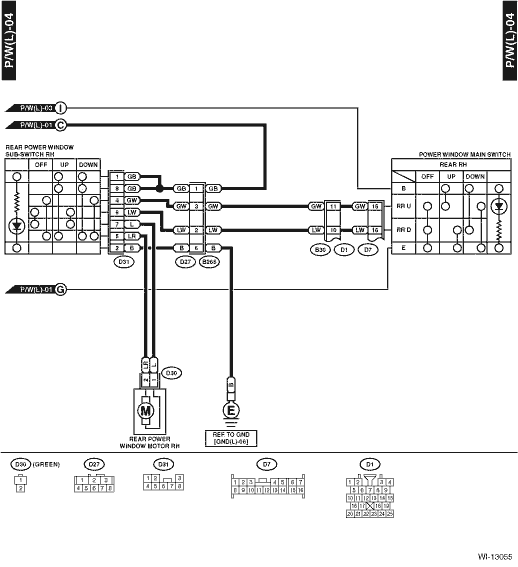 P/W(L)-04
P/W(L)-04
P/W(L)-03 I
P/W(L)-01 C
REAR POWER WINDOW
SUB-SWITCH RH
OFF UP DOWN
1 GB
8 GB
4 GW
6 LW
7 L
5 LR
2 B
D31
GB 1 GB
GW 3 GW
LW 2 LW
B 6 B
D27 B268
GW 11 GW 15
LW 10 LW 16
D1 D7
POWER WINDOW MAIN SWITCH
REAR RH
OFF UP DOWN
B
RR U
RR D
E
P/W(L)-01 G
LR L
2 1
D30
M
REAR POWER
WINDOW MOTOR RH
B
E
REF. TO GND
[GND(L)-06]
D30 (GREEN)
1
2
D27
1 2 3
4 5 6 7 8
D31
1 2 3
4 5 6 7 8
D7
1 2 3 4 5 6 7
8 9 10 11 12 13 14 15 16
D1
1 2 3 4
5 6 7 8 9
10 11 12 13 14 15
16 17 18 19
20 21 22 23 24 25
WI-13055